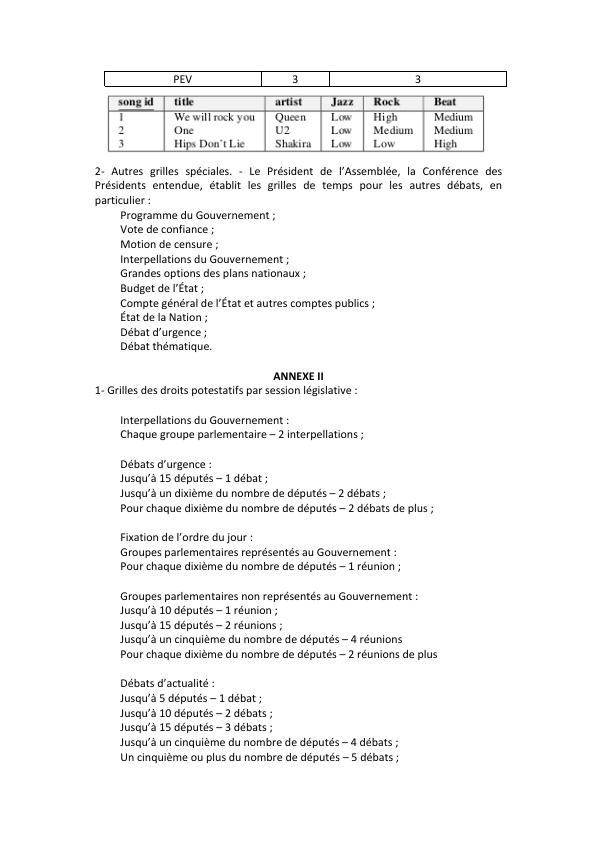 PEV 3 3
song id title artist Jazz Rock Beat
1 We will rock you Queen Low High Medium
2 One U2 Low Medium Medium
3 Hips Don't Lie Shakira Low Low High
2- Autres grilles spéciales. - Le Président de l’Assemblée, la Conférence des
Présidents entendue, établit les grilles de temps pour les autres débats, en
particulier :
Programme du Gouvernement ;
Vote de confiance ;
Motion de censure ;
Interpellations du Gouvernement ;
Grandes options des plans nationaux ;
Budget de l’État ;
Compte général de l’État et autres comptes publics ;
État de la Nation ;
Débat d’urgence ;
Débat thématique.
ANNEXE II
1- Grilles des droits potestatifs par session législative :
Interpellations du Gouvernement :
Chaque groupe parlementaire – 2 interpellations ;
Débats d’urgence :
Jusqu’à 15 députés – 1 débat ;
Jusqu’à un dixième du nombre de députés – 2 débats ;
Pour chaque dixième du nombre de députés – 2 débats de plus ;
Fixation de l’ordre du jour :
Groupes parlementaires représentés au Gouvernement :
Pour chaque dixième du nombre de députés – 1 réunion ;
Groupes parlementaires non représentés au Gouvernement :
Jusqu’à 10 députés – 1 réunion ;
Jusqu’à 15 députés – 2 réunions ;
Jusqu’à un cinquième du nombre de députés – 4 réunions
Pour chaque dixième du nombre de députés – 2 réunions de plus
Débats d’actualité :
Jusqu’à 5 députés – 1 débat ;
Jusqu’à 10 députés – 2 débats ;
Jusqu’à 15 députés – 3 débats ;
Jusqu’à un cinquième du nombre de députés – 4 débats ;
Un cinquième ou plus du nombre de députés – 5 débats ;